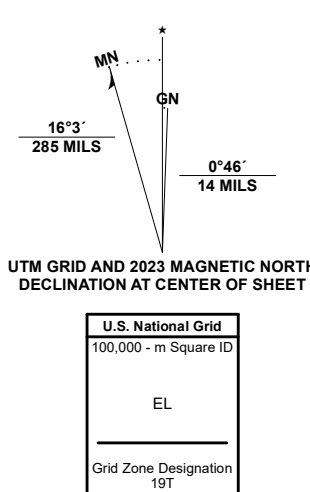 ★
MN
GN
16°3´
285 MILS
0°46´
14 MILS
UTM GRID AND 2023 MAGNETIC NORTH
DECLINATION AT CENTER OF SHEET
U.S. National Grid
100,000 - m Square ID
EL
Grid Zone Designation
19T